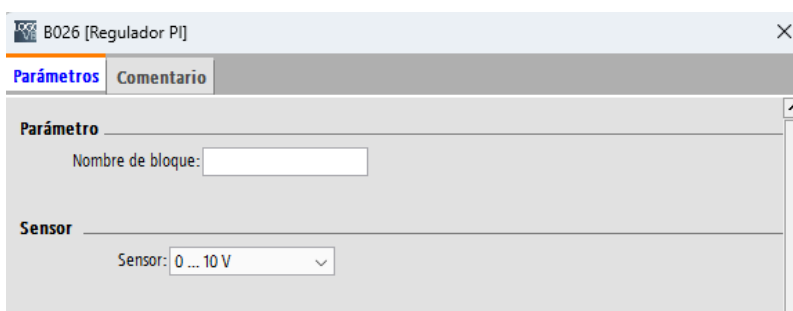 B026 [Regulador PI]
Parámetros Comentario
Parámetro
Nombre de bloque:
Sensor
Sensor: 0 ... 10 V